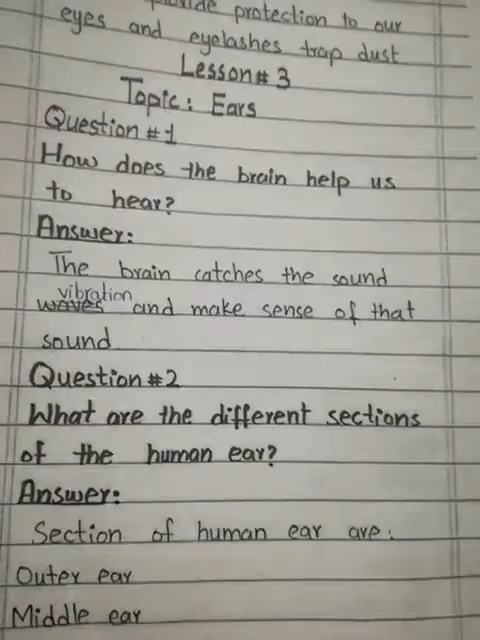 provide protection to our
eyes and eyelashes trap dust
Lesson# 3
Topic: Ears
Question #1
How does the brain help us
to hear?
Answer:
The brain catches the sound
vibration
waves and make sense of that
sound
Question #2
What are the different sections
of the human ear?
Answer:
Section of human ear are:
Outer ear
Middle ear